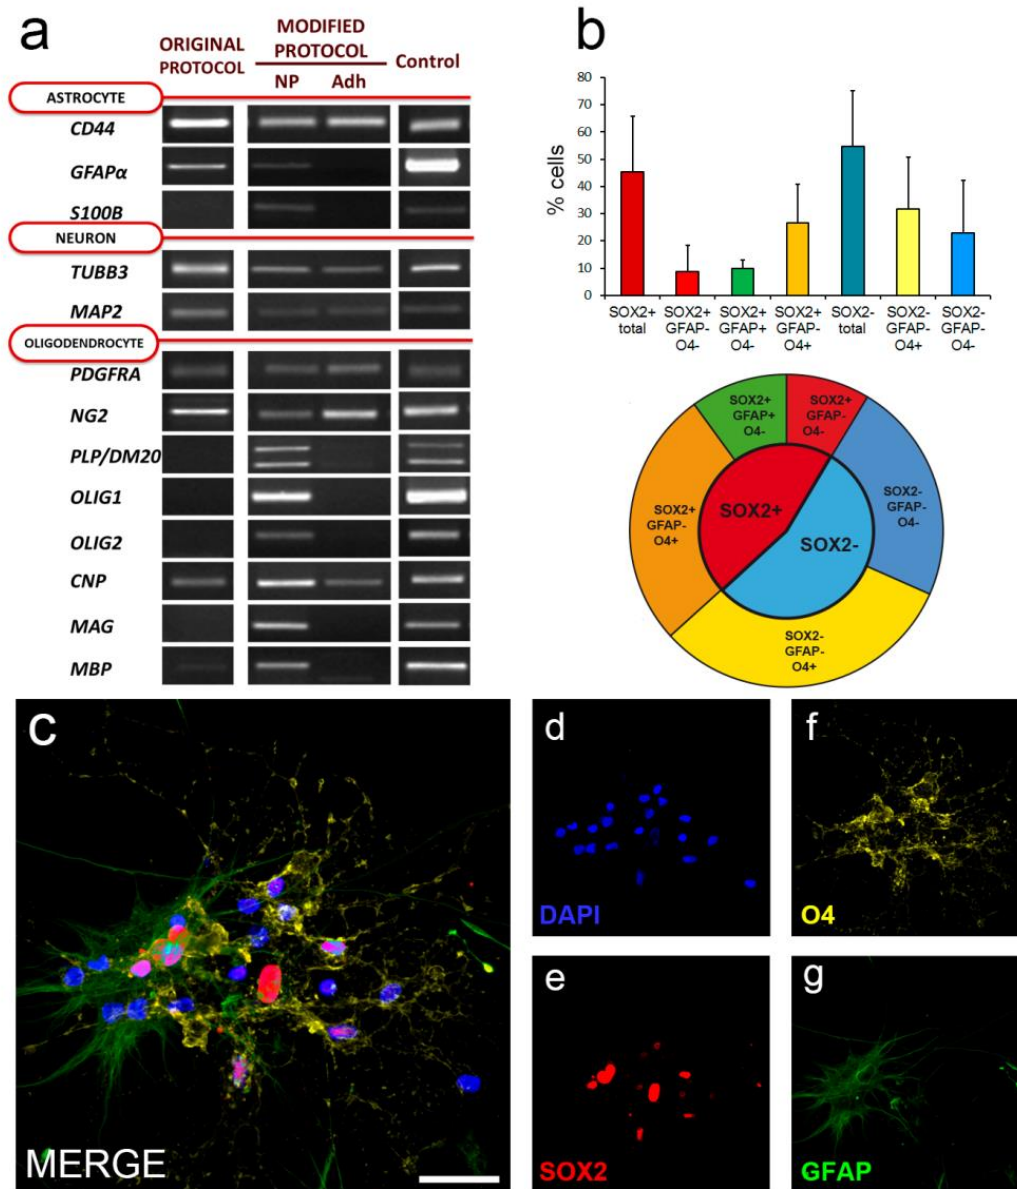 a
ORIGINAL
PROTOCOL
MODIFIED
PROTOCOL
NP
Adh
Control
ASTROCYTE
CD44
GFAPα
S100B
NEURON
TUBB3
MAP2
OLIGODENDROCYTE
PDGFRA
NG2
PLP/DM20
OLIG1
OLIG2
CNP
MAG
MBP
b
% cells
80
70
60
50
40
30
20
10
0
SOX2+
total
SOX2+
GFAP-
O4-
SOX2+
GFAP+
O4-
SOX2+
GFAP-
O4+
SOX2-
total
SOX2-
GFAP-
O4+
SOX2-
GFAP-
O4-
SOX2+
GFAP+
O4-
SOX2+
GFAP-
O4-
SOX2+
GFAP-
O4+
SOX2+
SOX2-
SOX2-
GFAP-
O4-
SOX2-
GFAP-
O4+
c
MERGE
d
DAPI
f
O4
e
SOX2
g
GFAP